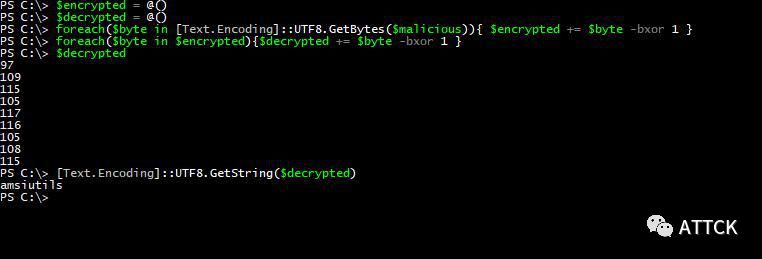 PS C:\> $encrypted = @()
PS C:\> $decrypted = @()
PS C:\> foreach($byte in [Text.Encoding]::UTF8.GetBytes($malicious)){ $encrypted += $byte -bxor 1 }
PS C:\> foreach($byte in $encrypted){$decrypted += $byte -bxor 1 }
PS C:\> $decrypted
97
109
115
105
117
116
105
108
115
PS C:\> [Text.Encoding]::UTF8.GetString($decrypted)
amsiutils
PS C:\>
ATTCK